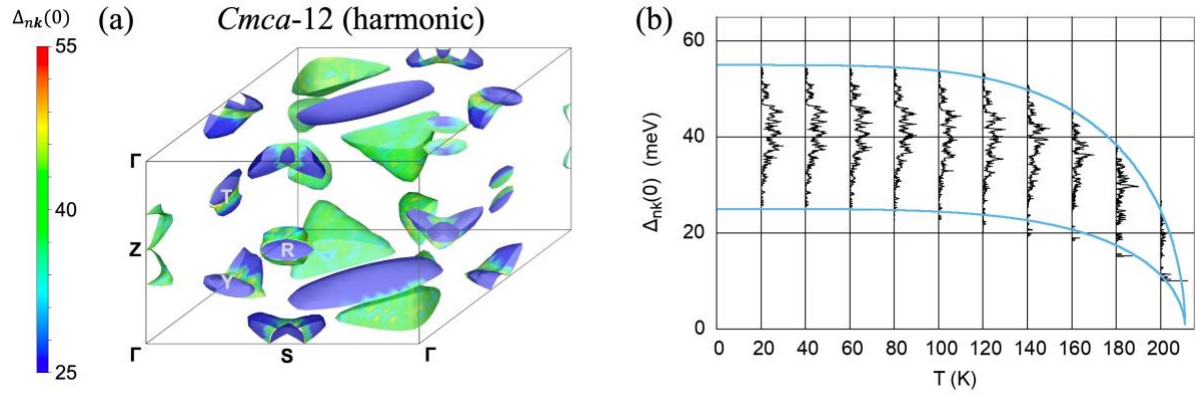 Δnk(0)
55
40
25
(a)
Cmca-12 (harmonic)
Γ
T
Z
R
Y
Γ
S
Γ
(b)
60
40
20
0
Δnk(0) (meV)
0 20 40 60 80 100 120 140 160 180 200
T (K)